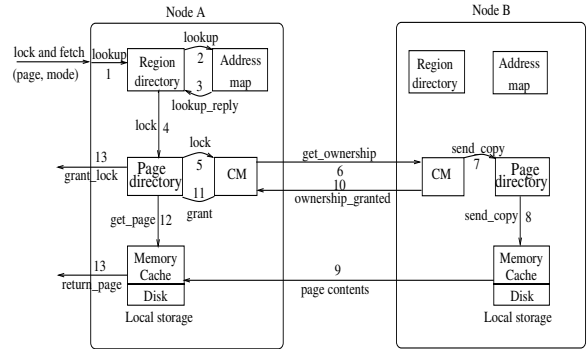 Node A
Node B
lock and fetch
(page, mode)
lookup
1
Region
directory
lookup
2
3
lookup_reply
Address
map
Region
directory
Address
map
lock
4
13
grant_lock
Page
directory
lock
5
11
grant
CM
get_ownership
6
10
ownership_granted
CM
send_copy
7
Page
directory
get_page
12
send_copy
8
13
return_page
Memory
Cache
Disk
Local storage
9
page contents
Memory
Cache
Disk
Local storage